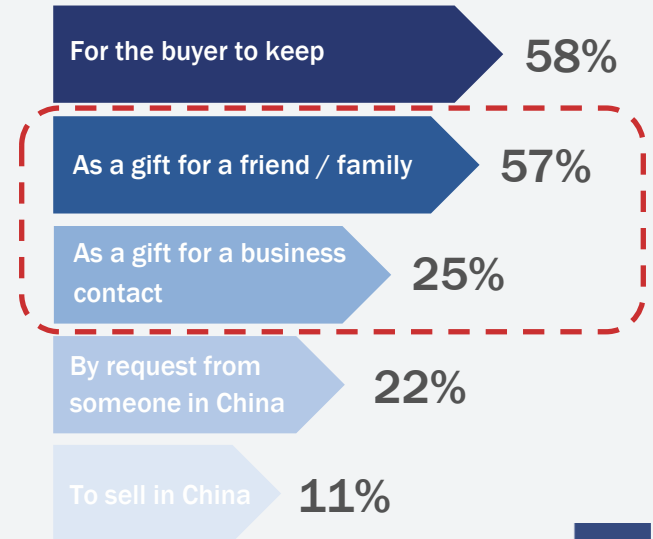 For the buyer to keep
58%
As a gift for a friend / family
57%
As a gift for a business
contact
25%
By request from
someone in China
22%
To sell in China
11%